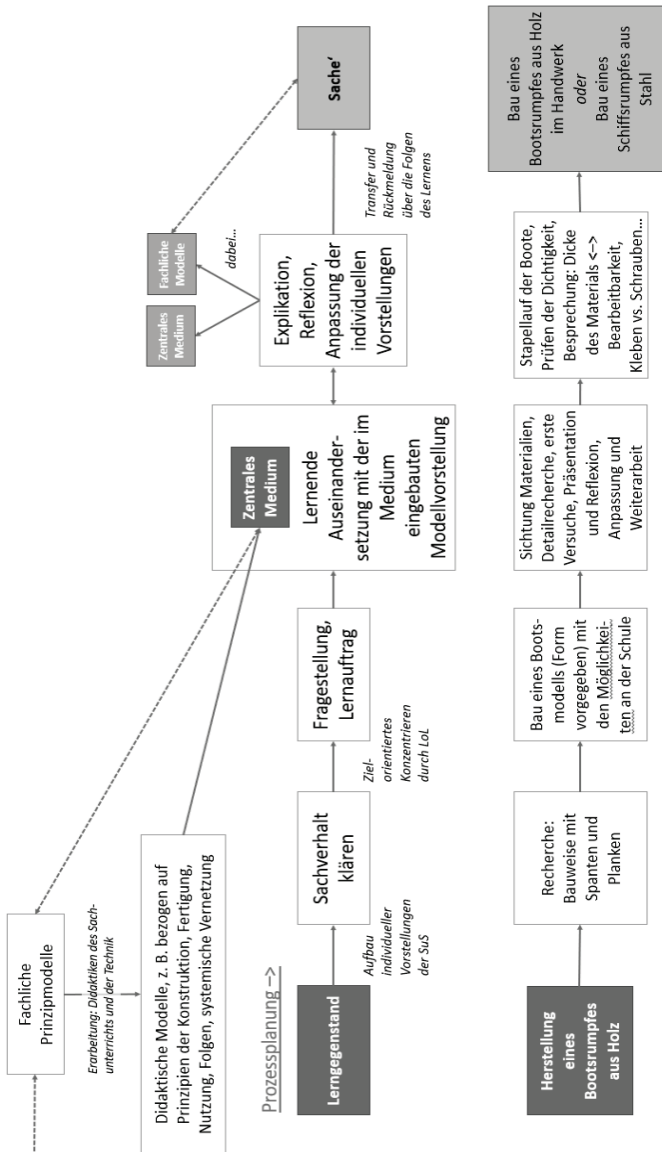 Fachliche
Prinzipmodelle
Erarbeitung: Didaktiken des Sach-
unterrichts und der Technik
Didaktische Modelle, z. B. bezogen auf
Prinzipien der Konstruktion, Fertigung,
Nutzung, Folgen, systemische Vernetzung
Prozessplanung –>
Lerngegenstand
Aufbau
individueller
Vorstellungen
der SuS
Sachverhalt
klären
Ziel-
orientiertes
Konzentrieren
durch LoL
Fragestellung,
Lernauftrag
Zentrales
Medium
Lernende
Auseinander-
setzung mit der im
Medium
eingebauten
Modellvorstellung
Zentrales
Medium
Fachliche
Modelle
dabei...
Explikation,
Reflexion,
Anpassung der
individuellen
Vorstellungen
Transfer und
Rückmeldung
über die Folgen
des Lernens
Sache‘
Herstellung
eines
Bootsrumpfes
aus Holz
Recherche:
Bauweise mit
Spanten und
Planken
Bau eines Boots-
modells (Form
vorgegeben) mit
den Möglichkei-
ten an der Schule
Sichtung Materialien,
Detailrecherche, erste
Versuche, Präsentation
und Reflexion,
Anpassung und
Weiterarbeit
Stapellauf der Boote,
Prüfen der Dichtigkeit,
Besprechung: Dicke
des Materials <–>
Bearbeitbarkeit,
Kleben vs. Schrauben...
Bau eines
Bootsrumpfes aus Holz
im Handwerk
oder
Bau eines
Schiffsrumpfes aus
Stahl